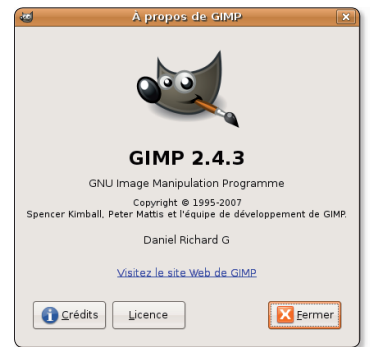 À propos de GIMP
GIMP 2.4.3
GNU Image Manipulation Programme
Copyright © 1995-2007
Spencer Kimball, Peter Mattis et l'équipe de développement de GIMP.
Daniel Richard G
Visitez le site Web de GIMP
Crédits
Licence
Fermer